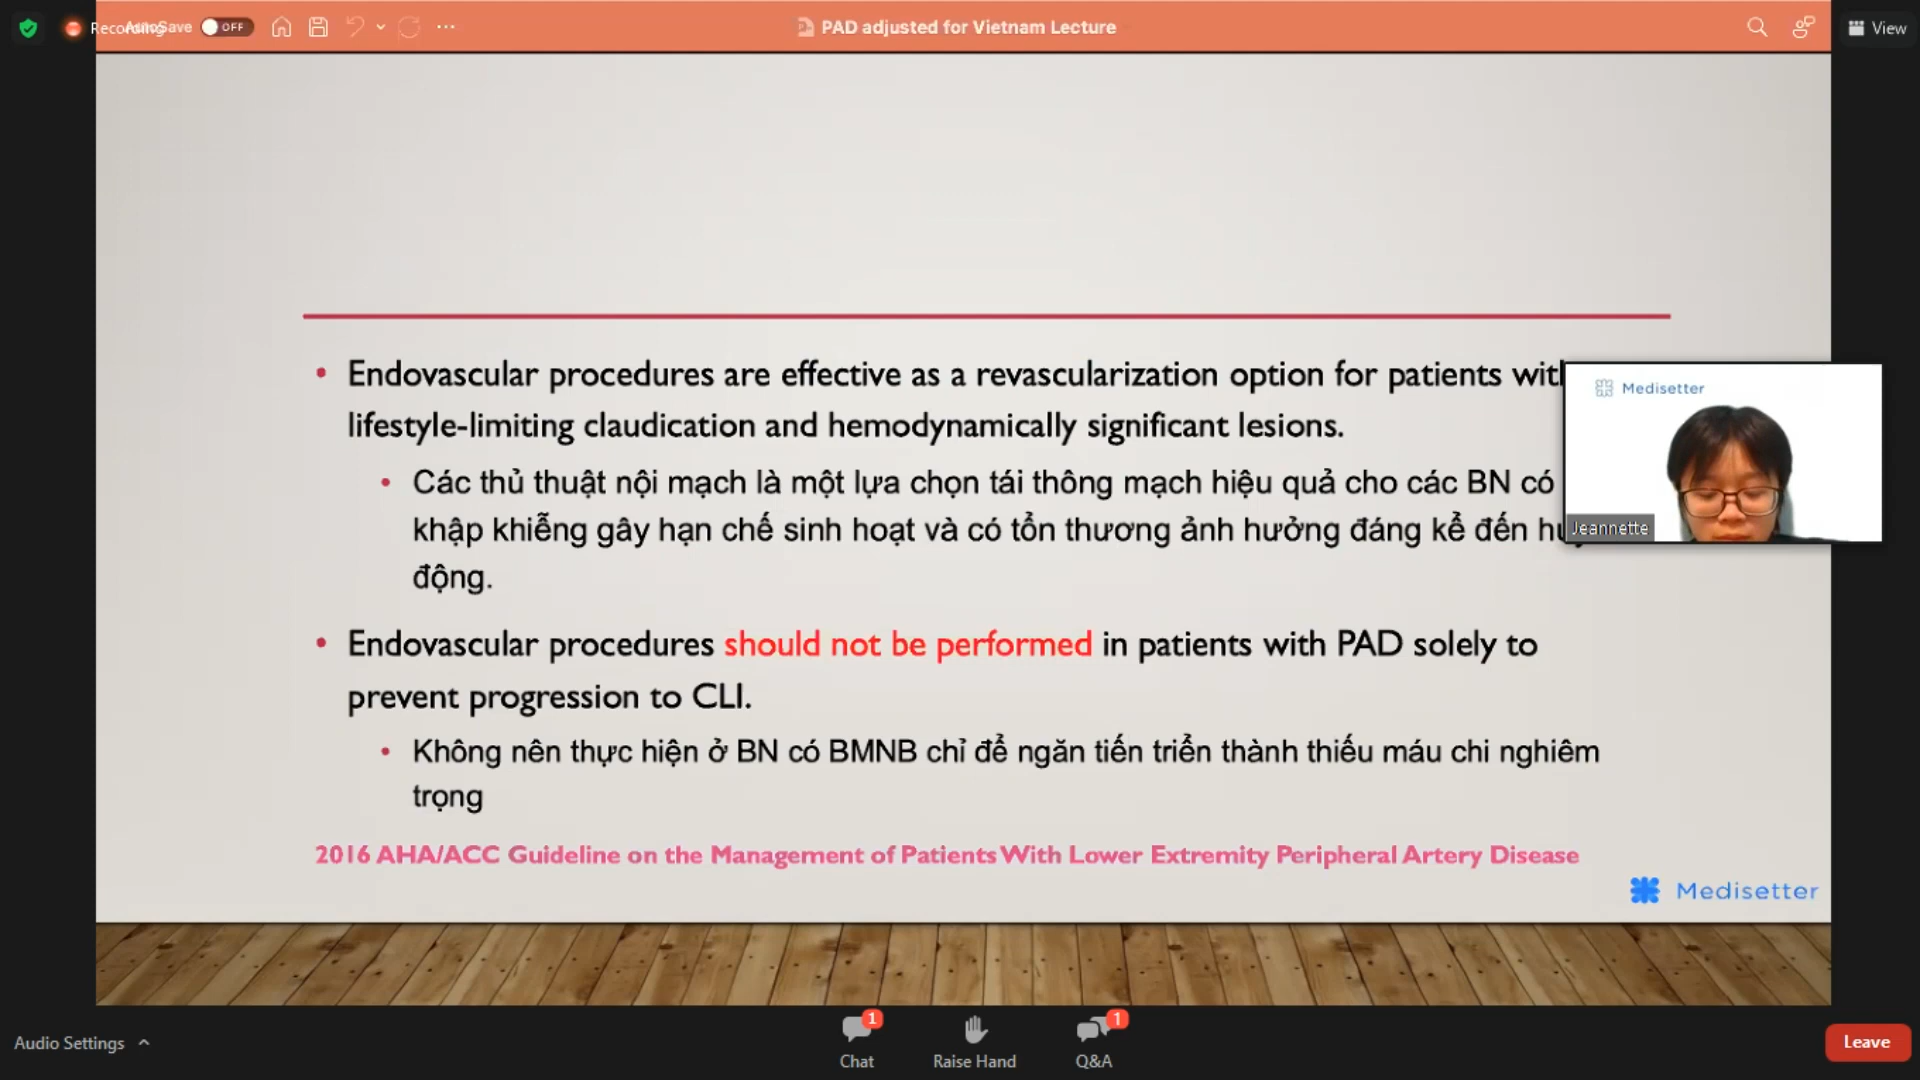 Recording
AutoSave OFF
PAD adjusted for Vietnam Lecture
View
• Endovascular procedures are effective as a revascularization option for patients
lifestyle-limiting claudication and hemodynamically significant lesions.
• Các thủ thuật nội mạch là một lựa chọn tái thông mạch hiệu quả cho các BN có
khập khiễng gây hạn chế sinh hoạt và có tổn thương ảnh hưởng đáng kể đến
động.
Medisetter
Jeannette
• Endovascular procedures should not be performed in patients with PAD solely to
prevent progression to CLI.
• Không nên thực hiện ở BN có BMNB chỉ để ngăn tiến triển thành thiếu máu chi nghiêm
trọng
2016 AHA/ACC Guideline on the Management of Patients With Lower Extremity Peripheral Artery Disease
Medisetter
Audio Settings
1
Chat
Raise Hand
1
Q&A
Leave